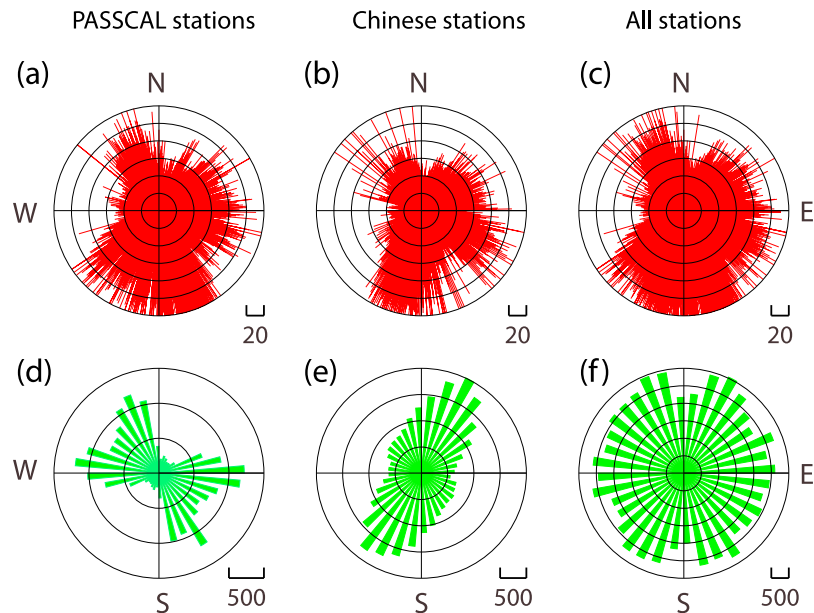 PASSCAL stations Chinese stations All stations
(a) (b) (c)
N N N
W E
20 20 20
(d) (e) (f)
W E
500 500 500
S S S